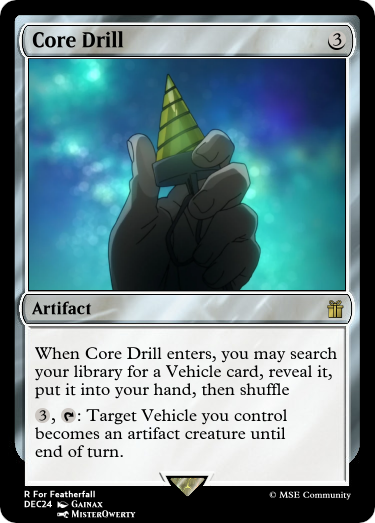 Core Drill 3
Artifact
When Core Drill enters, you may search
your library for a Vehicle card, reveal it,
put it into your hand, then shuffle
3, : Target Vehicle you control
becomes an artifact creature until
end of turn.
R For Featherfall
DEC24 Gainax
MisterOwerty
© MSE Community